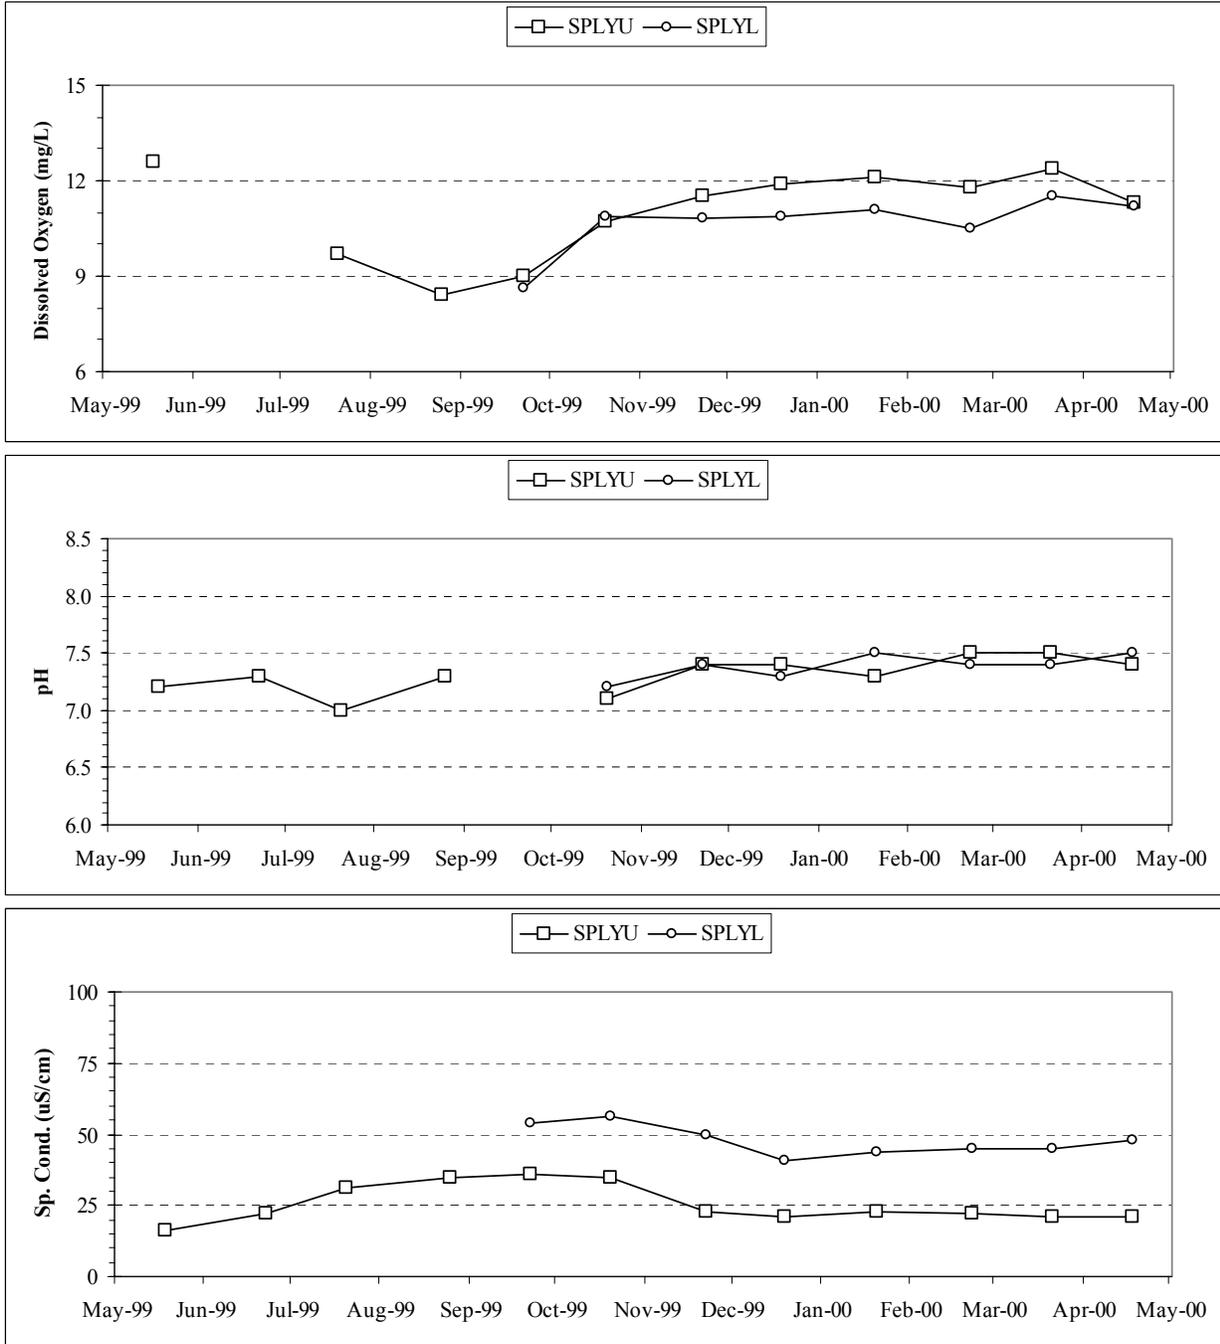 SPLYU SPLYL
15
12
9
6
Dissolved Oxygen (mg/L)
May-99 Jun-99 Jul-99 Aug-99 Sep-99 Oct-99 Nov-99 Dec-99 Jan-00 Feb-00 Mar-00 Apr-00 May-00
SPLYU SPLYL
8.5
8.0
7.5
7.0
6.5
6.0
pH
May-99 Jun-99 Jul-99 Aug-99 Sep-99 Oct-99 Nov-99 Dec-99 Jan-00 Feb-00 Mar-00 Apr-00 May-00
SPLYU SPLYL
100
75
50
25
0
Sp. Cond. (uS/cm)
May-99 Jun-99 Jul-99 Aug-99 Sep-99 Oct-99 Nov-99 Dec-99 Jan-00 Feb-00 Mar-00 Apr-00 May-00